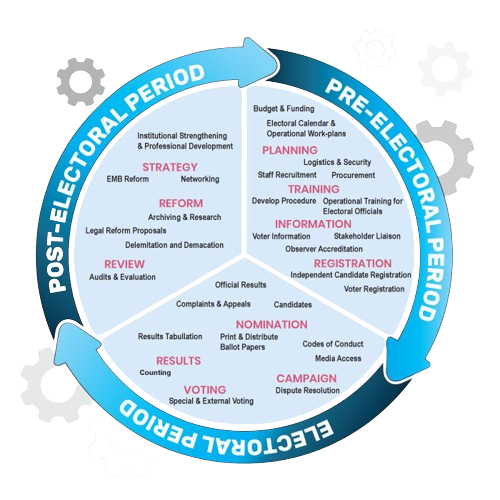 POST-ELECTORAL PERIOD
PRE-ELECTORAL PERIOD
ELECTORAL PERIOD
Budget & Funding
Electoral Calendar &
Operational Work-plans
PLANNING
Logistics & Security
Staff Recruitment
Procurement
TRAINING
Develop Procedure
Operational Training for
Electoral Officials
INFORMATION
Voter Information
Stakeholder Liaison
Observer Accreditation
REGISTRATION
Independent Candidate Registration
Voter Registration
Official Results
Complaints & Appeals
Candidates
NOMINATION
Results Tabullation
Print & Distribute
Ballot Papers
Codes of Conduct
Media Access
RESULTS
Counting
CAMPAIGN
Dispute Resolution
VOTING
Special & External Voting
Institutional Strengthening
& Professional Development
STRATEGY
EMB Reform
Networking
REFORM
Archiving & Research
Legal Reform Proposals
Delemitation and Demacation
REVIEW
Audits & Evaluation